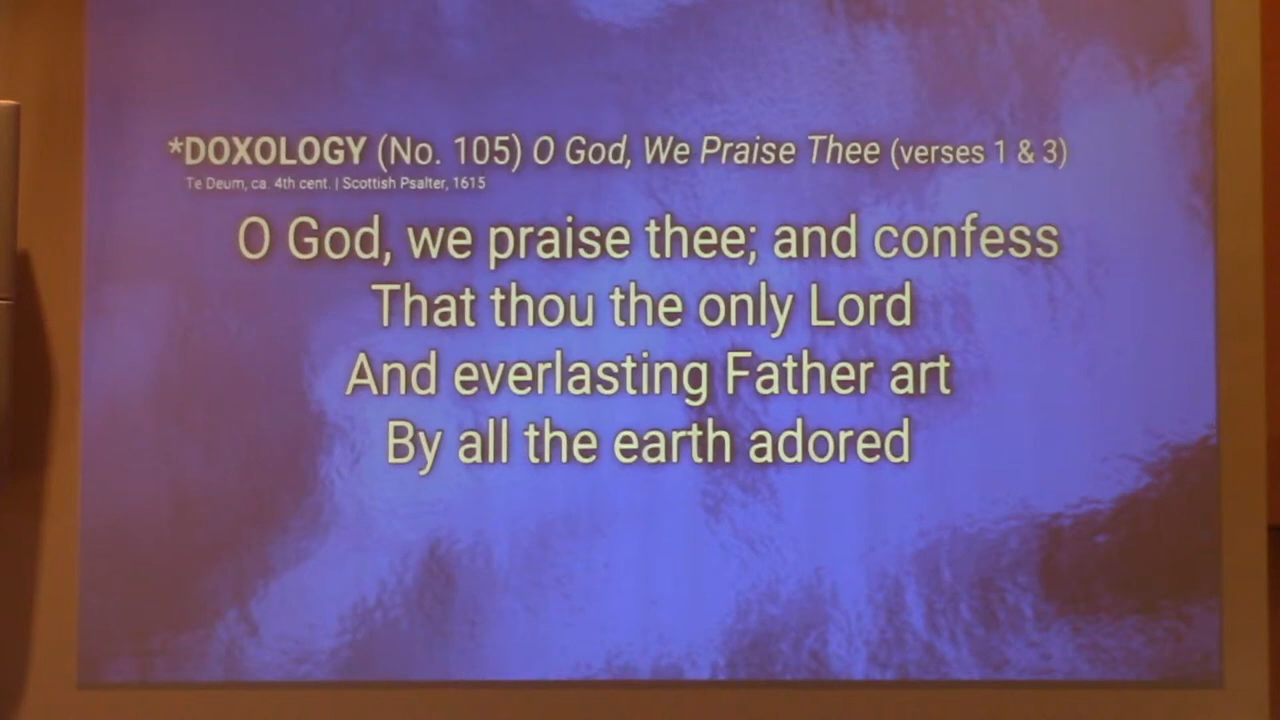 *DOXOLOGY (No. 105) O God, We Praise Thee (verses 1 & 3)
Te Deum, ca. 4th cent. | Scottish Psalter, 1615
O God, we praise thee; and confess
That thou the only Lord
And everlasting Father art
By all the earth adored